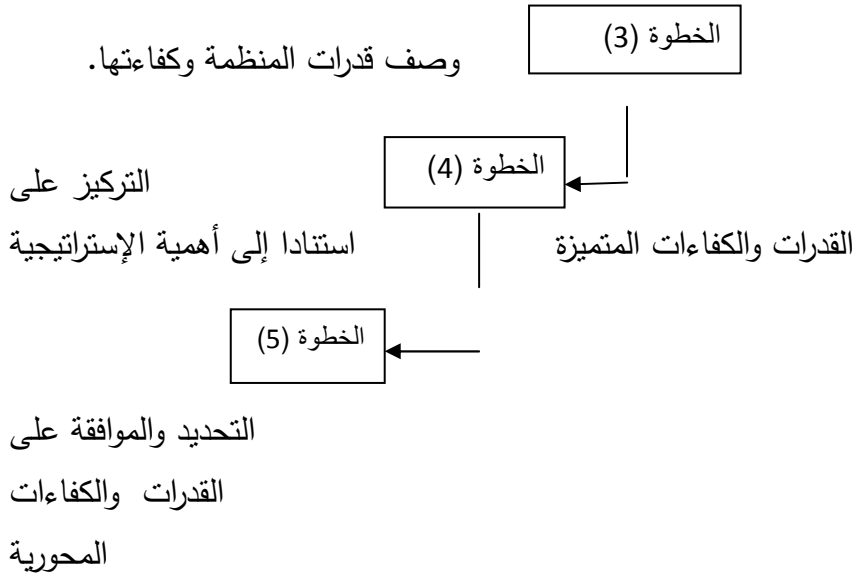 الخطوة (3)
وصف قدرات المنظمة وكفاءتها.
الخطوة (4)
التركيز على
القدرات والكفاءات المتميزة استنادا إلى أهمية الإستراتيجية
الخطوة (5)
التحديد والموافقة على
القدرات والكفاءات
المحورية